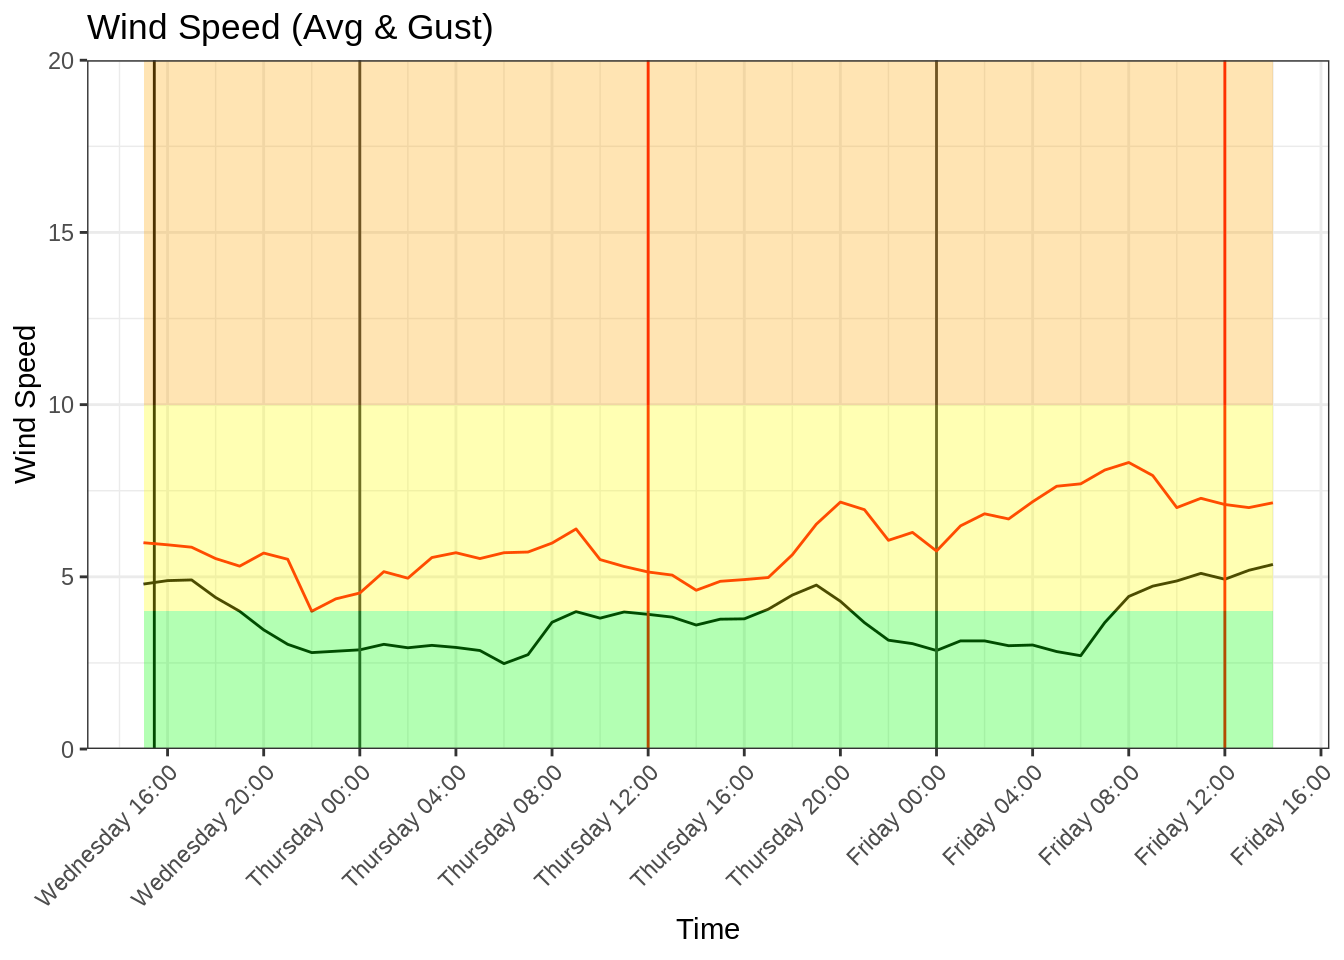 Wind Speed (Avg & Gust)
20
15
10
5
0
Wind Speed
Wednesday 16:00
Wednesday 20:00
Thursday 00:00
Thursday 04:00
Thursday 08:00
Thursday 12:00
Thursday 16:00
Thursday 20:00
Friday 00:00
Friday 04:00
Friday 08:00
Friday 12:00
Friday 16:00
Time